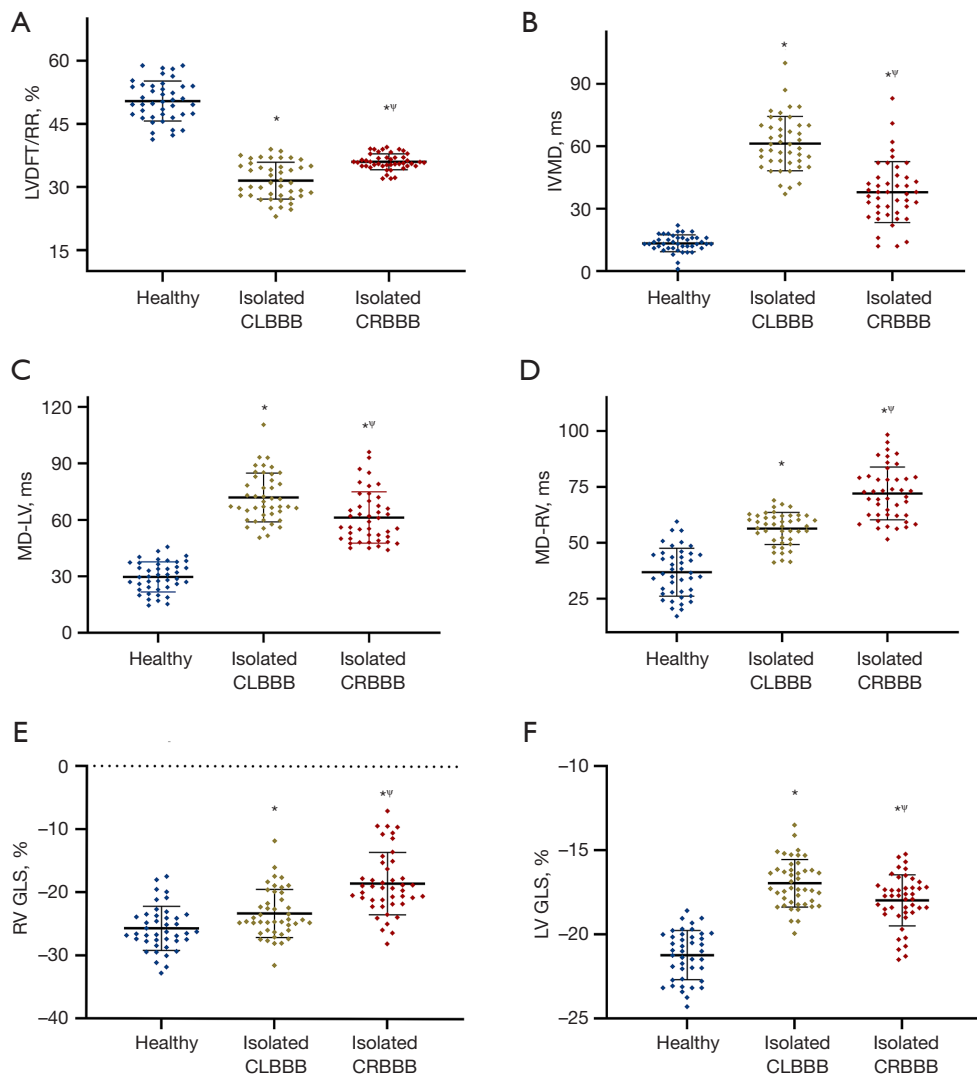 A
LVDFT/RR, %
60
45
30
15
*
*ψ
Healthy
Isolated
CLBBB
Isolated
CRBBB
B
IVMD, ms
90
60
30
0
*
*ψ
Healthy
Isolated
CLBBB
Isolated
CRBBB
C
MD-LV, ms
120
90
60
30
0
*
*ψ
Healthy
Isolated
CLBBB
Isolated
CRBBB
D
MD-RV, ms
100
75
50
25
*
*ψ
Healthy
Isolated
CLBBB
Isolated
CRBBB
E
RV GLS, %
0
−10
−20
−30
−40
*
*ψ
Healthy
Isolated
CLBBB
Isolated
CRBBB
F
LV GLS, %
−10
−15
−20
−25
*
*ψ
Healthy
Isolated
CLBBB
Isolated
CRBBB